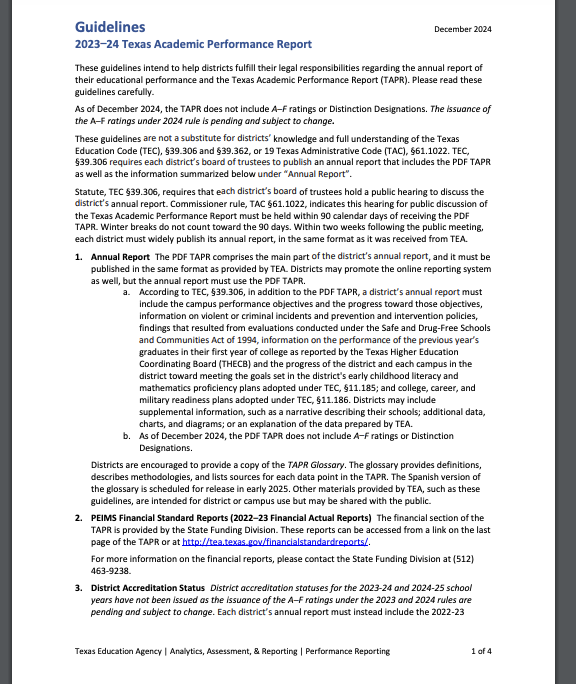 Guidelines
December 2024
2023–24 Texas Academic Performance Report
These guidelines intend to help districts fulfill their legal responsibilities regarding the annual report of
their educational performance and the Texas Academic Performance Report (TAPR). Please read these
guidelines carefully.
As of December 2024, the TAPR does not include A–F ratings or Distinction Designations. The issuance of
the A–F ratings under 2024 rule is pending and subject to change.
These guidelines are not a substitute for districts’ knowledge and full understanding of the Texas
Education Code (TEC), §39.306 and §39.362, or 19 Texas Administrative Code (TAC), §61.1022. TEC,
§39.306 requires each district’s board of trustees to publish an annual report that includes the PDF TAPR
as well as the information summarized below under “Annual Report”.
Statute, TEC §39.306, requires that each district’s board of trustees hold a public hearing to discuss the
district’s annual report. Commissioner rule, TAC §61.1022, indicates this hearing for public discussion of
the Texas Academic Performance Report must be held within 90 calendar days of receiving the PDF
TAPR. Winter breaks do not count toward the 90 days. Within two weeks following the public meeting,
each district must widely publish its annual report, in the same format as it was received from TEA.
1. Annual Report The PDF TAPR comprises the main part of the district’s annual report, and it must be
published in the same format as provided by TEA. Districts may promote the online reporting system
as well, but the annual report must use the PDF TAPR.
a. According to TEC, §39.306, in addition to the PDF TAPR, a district’s annual report must
include the campus performance objectives and the progress toward those objectives,
information on violent or criminal incidents and prevention and intervention policies,
findings that resulted from evaluations conducted under the Safe and Drug-Free Schools
and Communities Act of 1994, information on the performance of the previous year’s
graduates in their first year of college as reported by the Texas Higher Education
Coordinating Board (THECB) and the progress of the district and each campus in the
district toward meeting the goals set in the district's early childhood literacy and
mathematics proficiency plans adopted under TEC, §11.185; and college, career, and
military readiness plans adopted under TEC, §11.186. Districts may include
supplemental information, such as a narrative describing their schools; additional data,
charts, and diagrams; or an explanation of the data prepared by TEA.
b. As of December 2024, the PDF TAPR does not include A–F ratings or Distinction
Designations.
Districts are encouraged to provide a copy of the TAPR Glossary. The glossary provides definitions,
describes methodologies, and lists sources for each data point in the TAPR. The Spanish version of
the glossary is scheduled for release in early 2025. Other materials provided by TEA, such as these
guidelines, are intended for district or campus use but may be shared with the public.
2. PEIMS Financial Standard Reports (2022–23 Financial Actual Reports) The financial section of the
TAPR is provided by the State Funding Division. These reports can be accessed from a link on the last
page of the TAPR or at http://tea.texas.gov/financialstandardreports/.
For more information on the financial reports, please contact the State Funding Division at (512)
463-9238.
3. District Accreditation Status District accreditation statuses for the 2023-24 and 2024-25 school
years have not been issued as the issuance of the A–F ratings under the 2023 and 2024 rules are
pending and subject to change. Each district’s annual report must instead include the 2022-23
Texas Education Agency | Analytics, Assessment, & Reporting | Performance Reporting
1 of 4